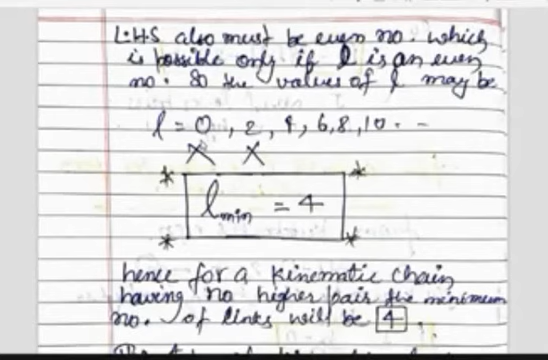 L.H.S also must be even no. which
is possible only if l is an even
no. So the values of l may be
l = 0, 2, 4, 6, 8, 10 - -
× ×
* *
l min = 4
* *
hence for a kinematic chain
having no higher pair the minimum
no. of links will be 4.